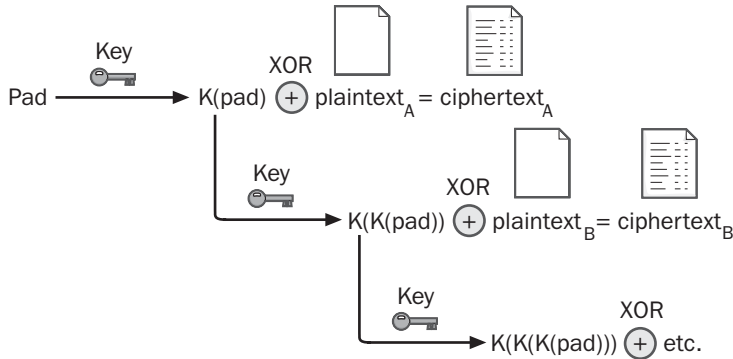 Key
XOR
Pad K(pad) + plaintextA = ciphertextA
Key
XOR
K(K(pad)) + plaintextB = ciphertextB
Key
XOR
K(K(K(pad))) + etc.